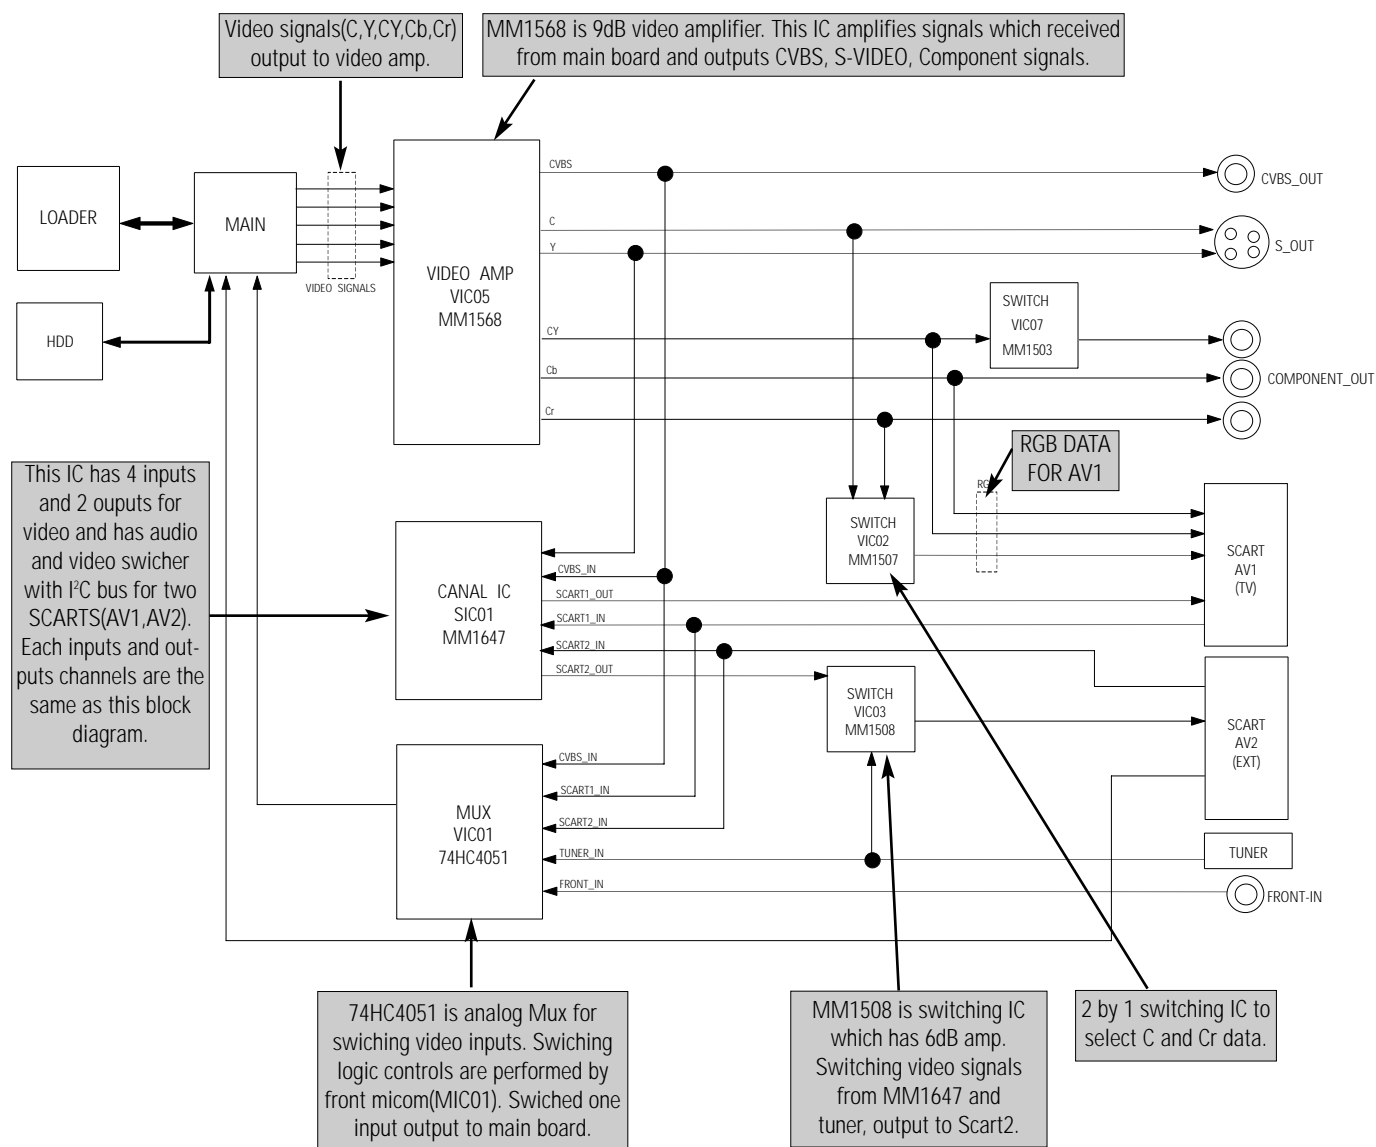 Video signals(C,Y,CY,Cb,Cr)
output to video amp.
MM1568 is 9dB video amplifier. This IC amplifies signals which received
from main board and outputs CVBS, S-VIDEO, Component signals.
LOADER
MAIN
HDD
VIDEO SIGNALS
VIDEO AMP
VIC05
MM1568
CVBS
C
Y
CY
Cb
Cr
CVBS_OUT
S_OUT
SWITCH
VIC07
MM1503
COMPONENT_OUT
RGB DATA
FOR AV1
RG
This IC has 4 inputs
and 2 ouputs for
video and has audio
and video swicher
with I²C bus for two
SCARTS(AV1,AV2).
Each inputs and out-
puts channels are the
same as this block
diagram.
CANAL IC
SIC01
MM1647
CVBS_IN
SCART1_OUT
SCART1_IN
SCART2_IN
SCART2_OUT
SWITCH
VIC02
MM1507
SCART
AV1
(TV)
SWITCH
VIC03
MM1508
SCART
AV2
(EXT)
MUX
VIC01
74HC4051
CVBS_IN
SCART1_IN
SCART2_IN
TUNER_IN
FRONT_IN
TUNER
FRONT-IN
74HC4051 is analog Mux for
swiching video inputs. Swiching
logic controls are performed by
front micom(MIC01). Swiched one
input output to main board.
MM1508 is switching IC
which has 6dB amp.
Switching video signals
from MM1647 and
tuner, output to Scart2.
2 by 1 switching IC to
select C and Cr data.